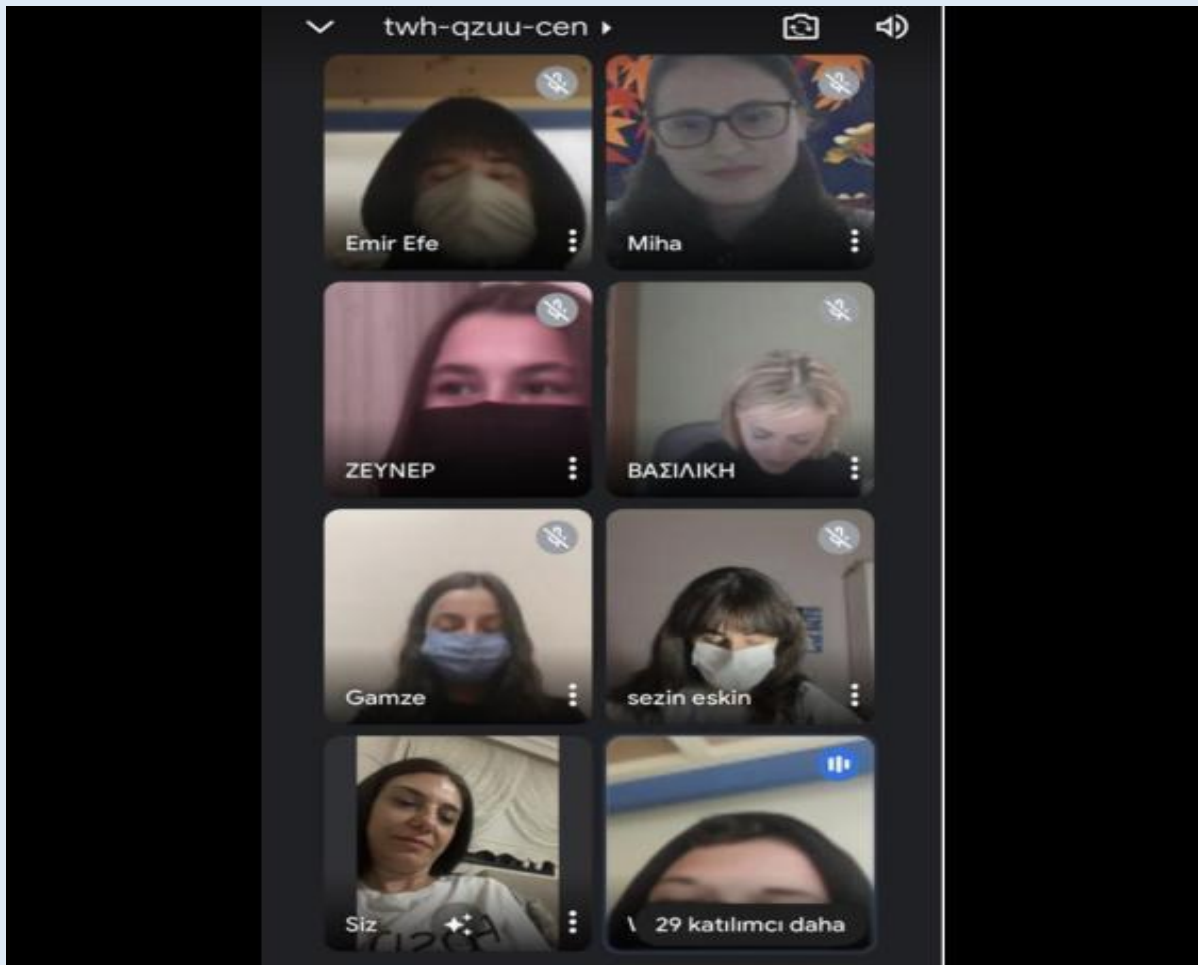 twh-qzuu-cen
Emir Efe
Miha
ZEYNEP
ΒΑΣΙΛΙΚΗ
Gamze
sezin eskin
Siz
29 katılımcı daha